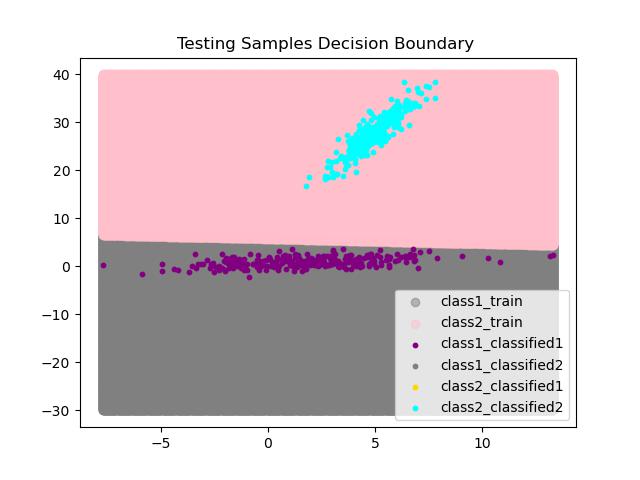 Testing Samples Decision Boundary
40
30
20
10
0
−10
−20
−30
−5
0
5
10
class1_train
class2_train
class1_classified1
class1_classified2
class2_classified1
class2_classified2